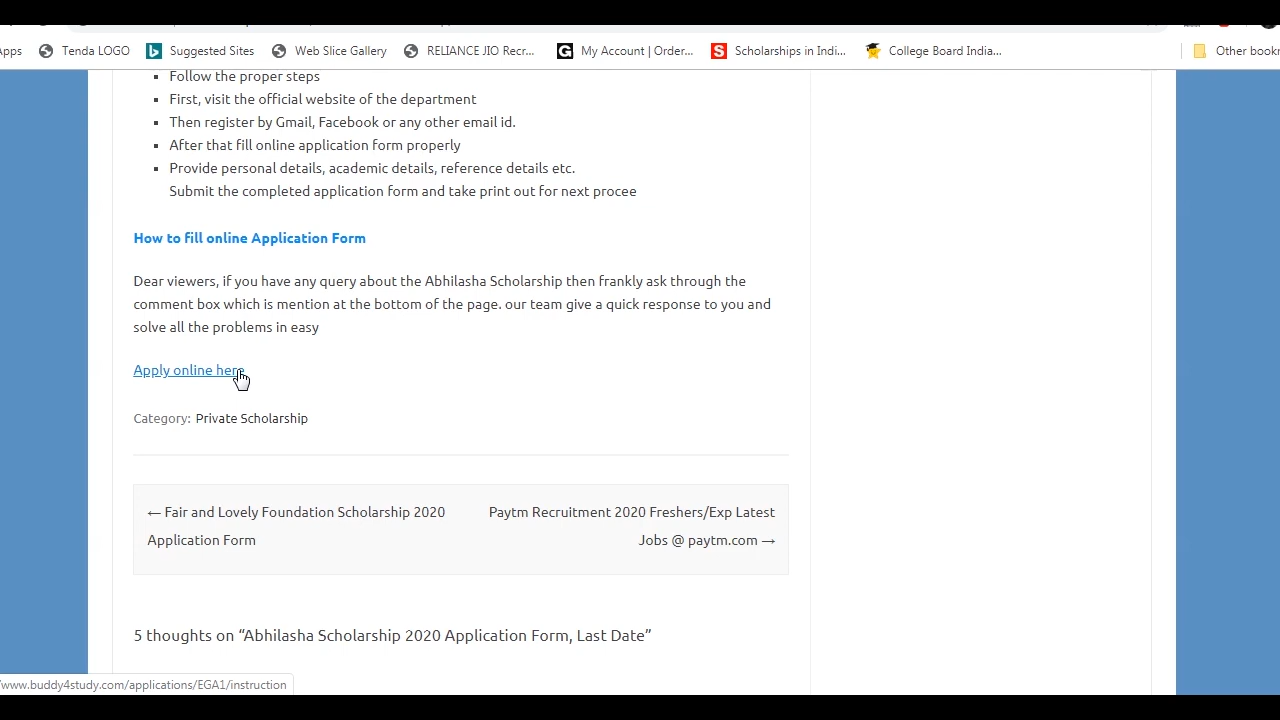 pps Tenda LOGO Suggested Sites Web Slice Gallery RELIANCE JIO Recr... G My Account | Order... S Scholarships in Indi... College Board India... Other book
Follow the proper steps
First, visit the official website of the department
Then register by Gmail, Facebook or any other email id.
After that fill online application form properly
Provide personal details, academic details, reference details etc.
Submit the completed application form and take print out for next procee
How to fill online Application Form
Dear viewers, if you have any query about the Abhilasha Scholarship then frankly ask through the
comment box which is mention at the bottom of the page. our team give a quick response to you and
solve all the problems in easy
Apply online here
Category: Private Scholarship
← Fair and Lovely Foundation Scholarship 2020
Application Form
Paytm Recruitment 2020 Freshers/Exp Latest
Jobs @ paytm.com →
5 thoughts on “Abhilasha Scholarship 2020 Application Form, Last Date”
/www.buddy4study.com/applications/EGA1/instruction